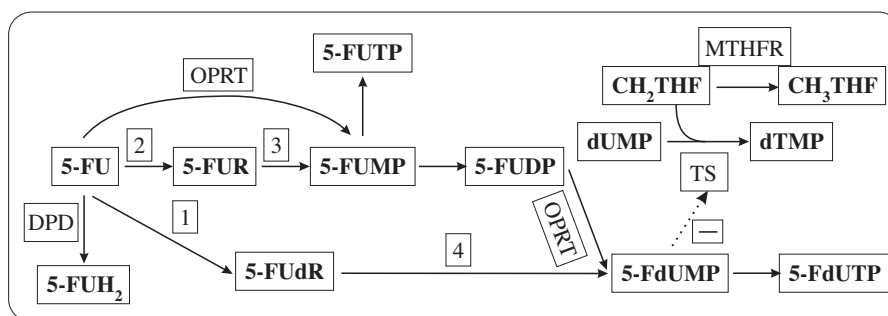 5-FUTP
MTHFR
OPRT
CH2THF
CH3THF
dUMP
dTMP
2
3
5-FU
5-FUR
5-FUMP
5-FUDP
TS
DPD
1
OPRT
—
4
5-FUH2
5-FUdR
5-FdUMP
5-FdUTP